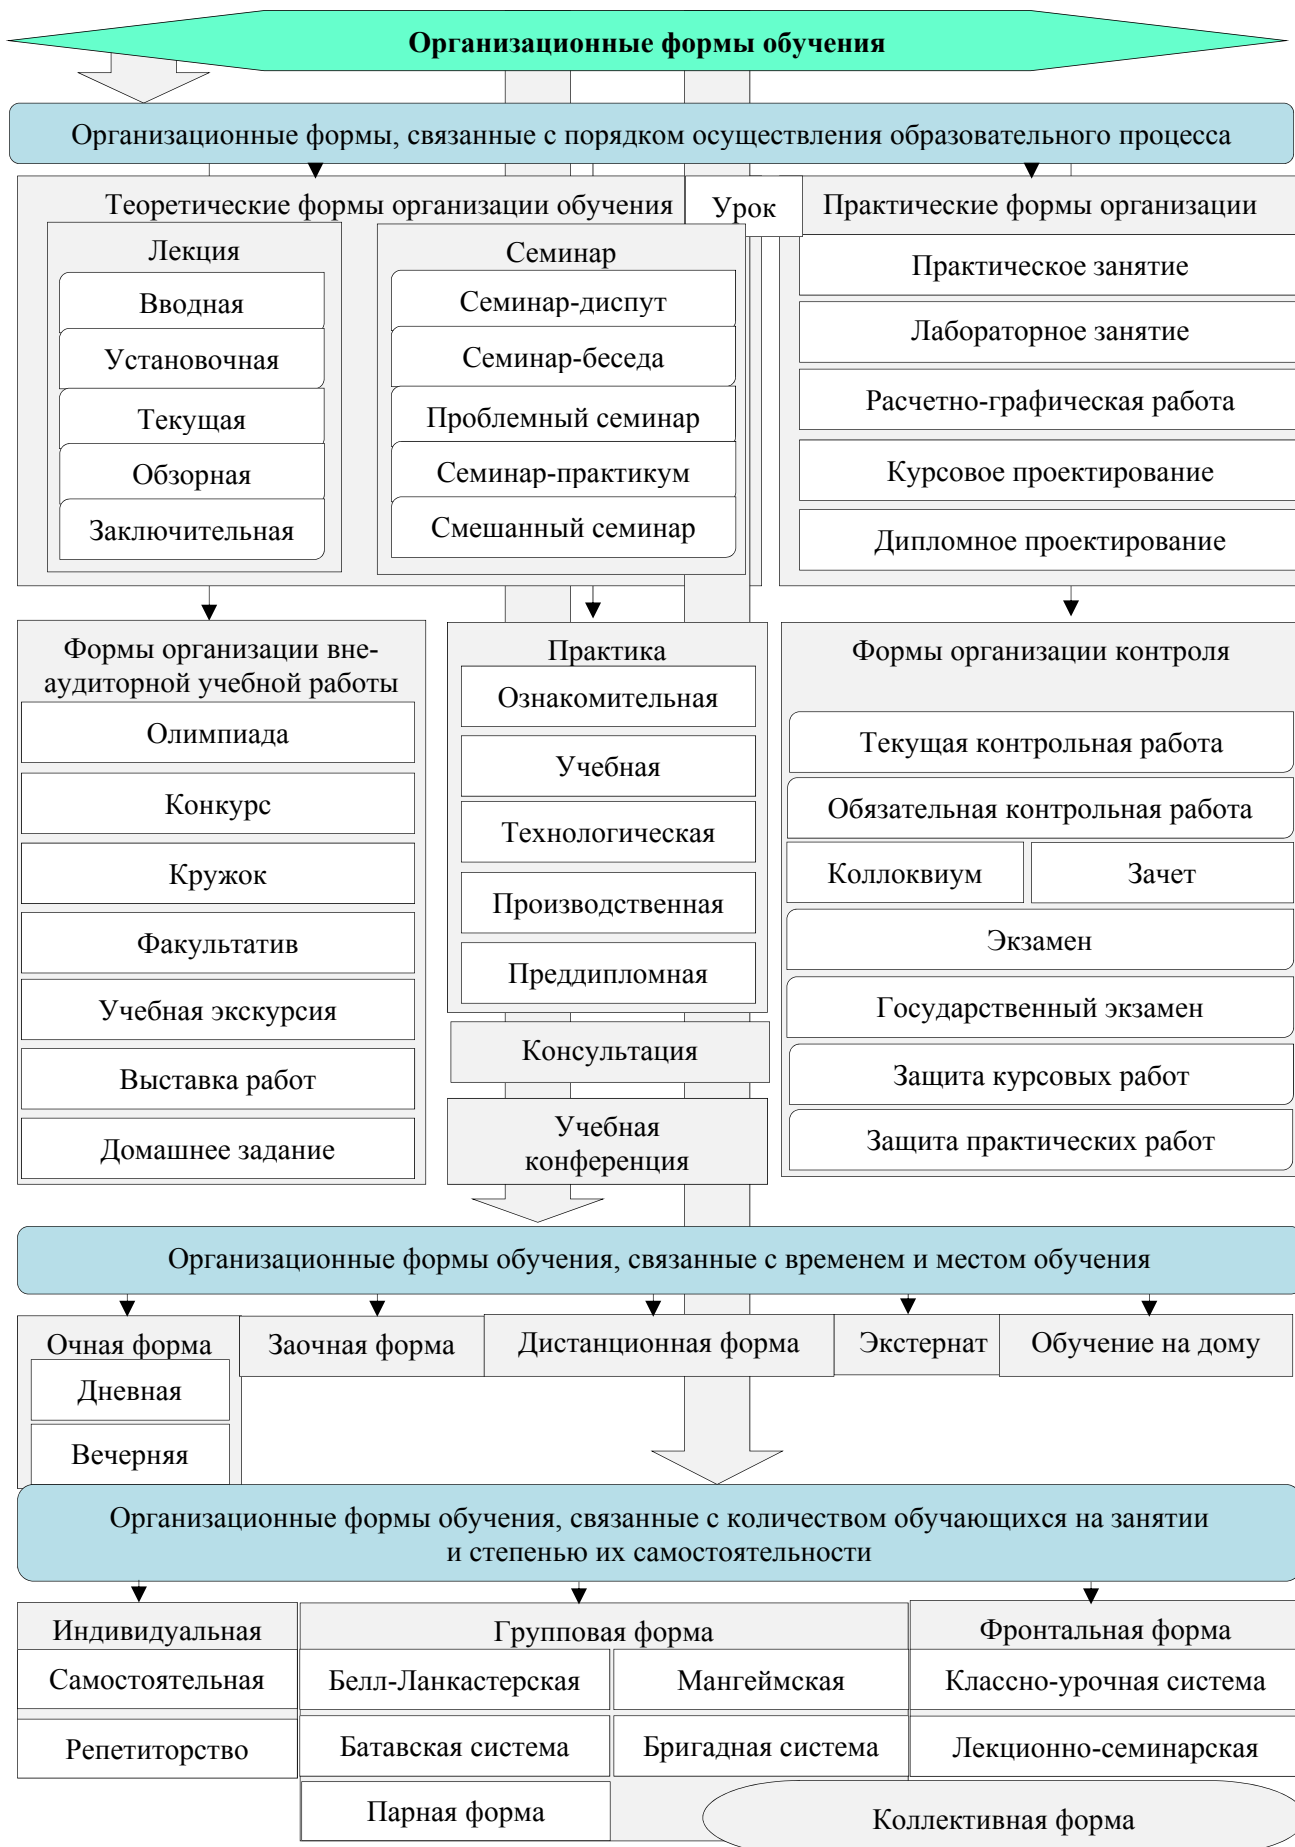 Организационные формы обучения
Организационные формы, связанные с порядком осуществления образовательного процесса
Теоретические формы организации обучения
Урок
Лекция
Вводная
Установочная
Текущая
Обзорная
Заключительная
Семинар
Семинар-диспут
Семинар-беседа
Проблемный семинар
Семинар-практикум
Смешанный семинар
Практические формы организации
Практическое занятие
Лабораторное занятие
Расчетно-графическая работа
Курсовое проектирование
Дипломное проектирование
Формы организации вне-
аудиторной учебной работы
Олимпиада
Конкурс
Кружок
Факультатив
Учебная экскурсия
Выставка работ
Домашнее задание
Практика
Ознакомительная
Учебная
Технологическая
Производственная
Преддипломная
Консультация
Учебная
конференция
Формы организации контроля
Текущая контрольная работа
Обязательная контрольная работа
Коллоквиум
Зачет
Экзамен
Государственный экзамен
Защита курсовых работ
Защита практических работ
Организационные формы обучения, связанные с временем и местом обучения
Очная форма
Дневная
Вечерняя
Заочная форма
Дистанционная форма
Экстернат
Обучение на дому
Организационные формы обучения, связанные с количеством обучающихся на занятии
и степенью их самостоятельности
Индивидуальная
Самостоятельная
Репетиторство
Групповая форма
Белл-Ланкастерская
Мангеймская
Батавская система
Бригадная система
Парная форма
Фронтальная форма
Классно-урочная система
Лекционно-семинарская
Коллективная форма